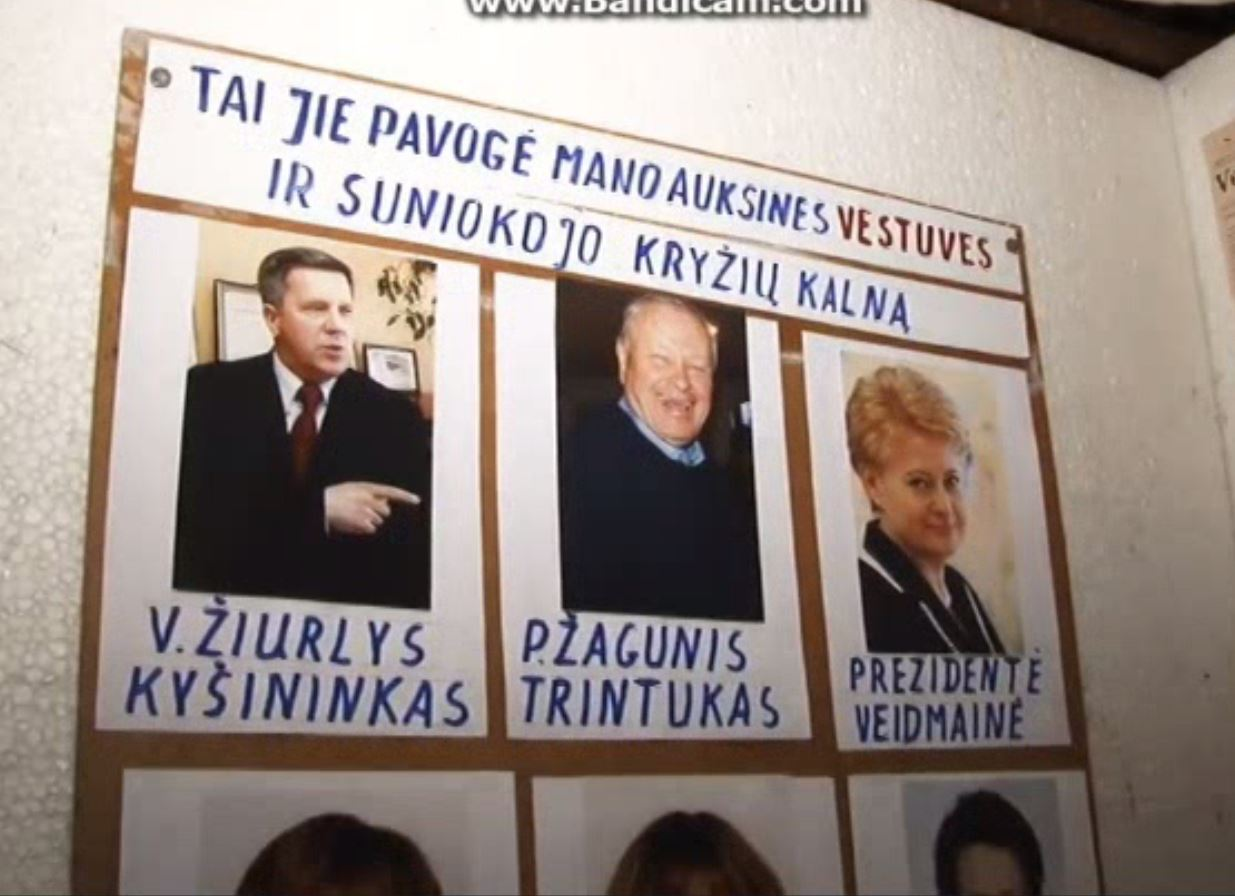 www.Bandicam.com
TAI JIE PAVOGĖ MANO AUKSINES VESTUVES
IR SUNIOKOJO KRYŽIŲ KALNĄ
V. ŽIURLYS
KYŠININKAS
P. ŽAGUNIS
TRINTUKAS
PREZIDENTĖ
VEIDMAINĖ